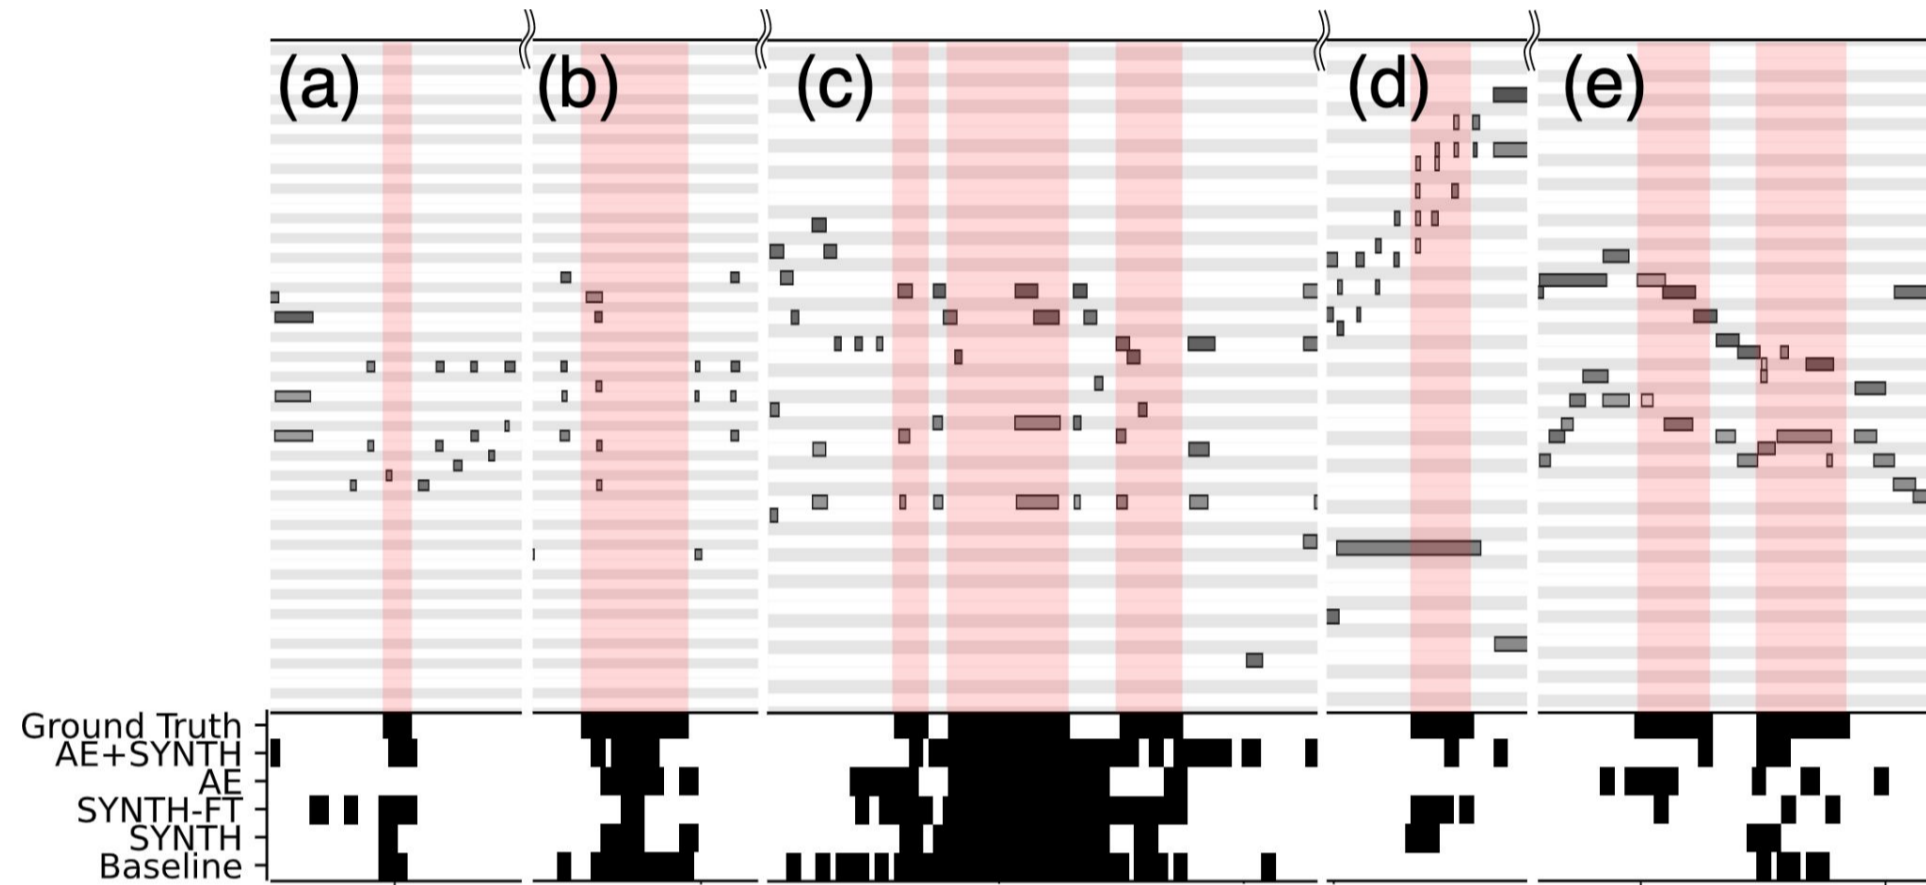 (a) (b) (c) (d) (e)
Ground Truth
AE+SYNTH
AE
SYNTH-FT
SYNTH
Baseline